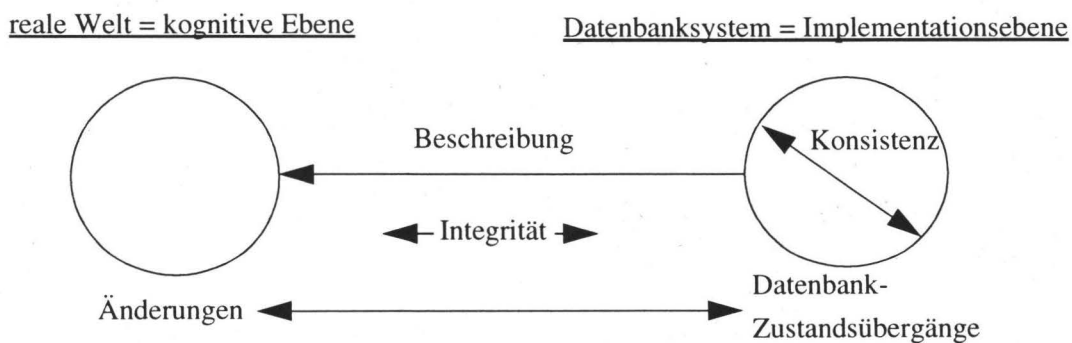 reale Welt = kognitive Ebene
Datenbanksystem = Implementationsebene
Beschreibung
Konsistenz
Integrität
Änderungen
Datenbank-
Zustandsübergänge